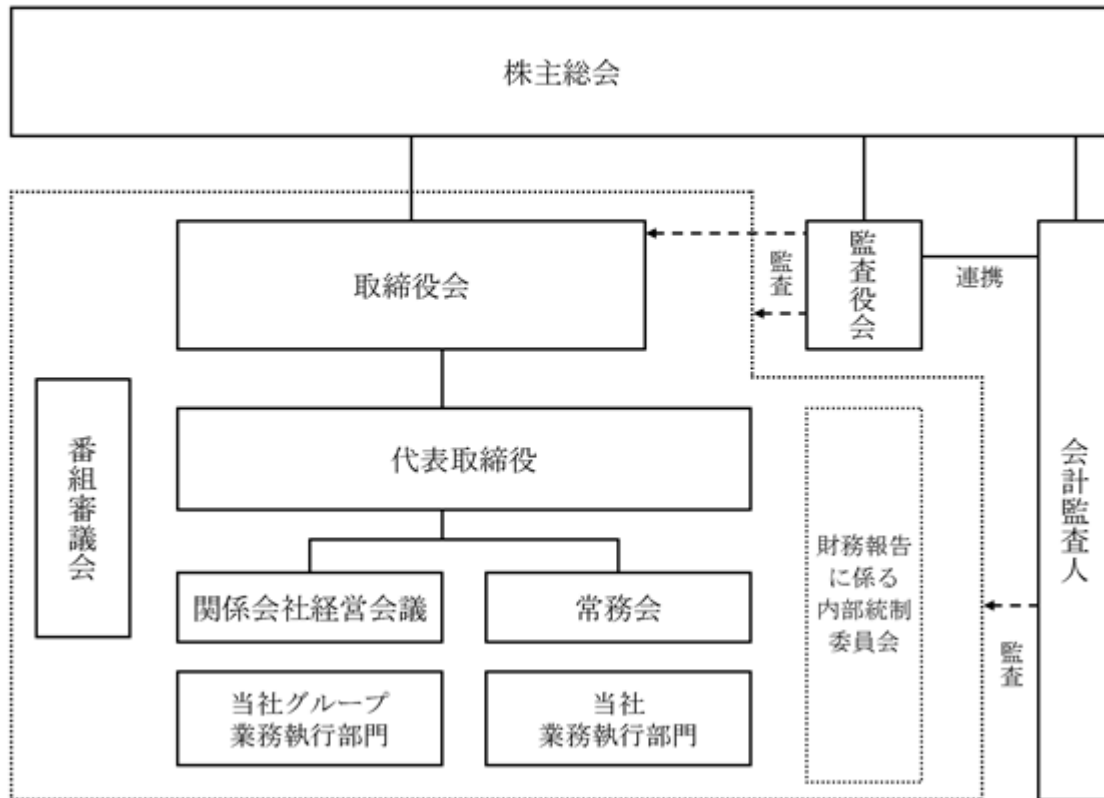 株主総会
取締役会
監査
監査役会
連携
代表取締役
番組審議会
関係会社経営会議
常務会
当社グループ
業務執行部門
当社
業務執行部門
財務報告
に係る
内部統制
委員会
監査
会計監査人